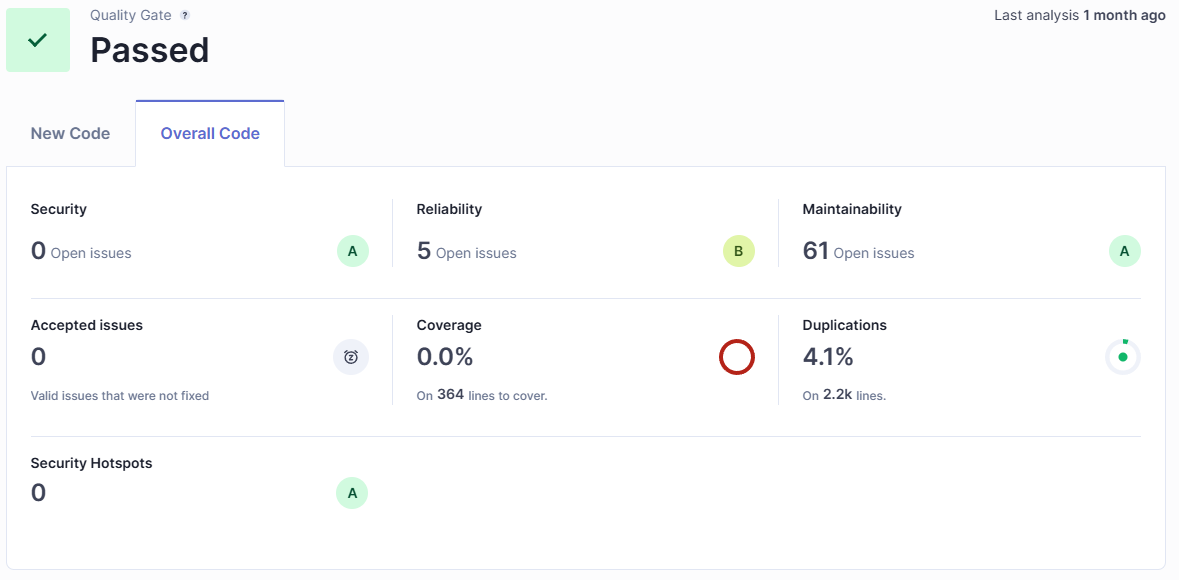 Quality Gate ?
Last analysis 1 month ago
Passed
New Code
Overall Code
Security
Reliability
Maintainability
0 Open issues
A
5 Open issues
B
61 Open issues
A
Accepted issues
Coverage
Duplications
0
z
0.0%
4.1%
Valid issues that were not fixed
On 364 lines to cover.
On 2.2k lines.
Security Hotspots
0
A